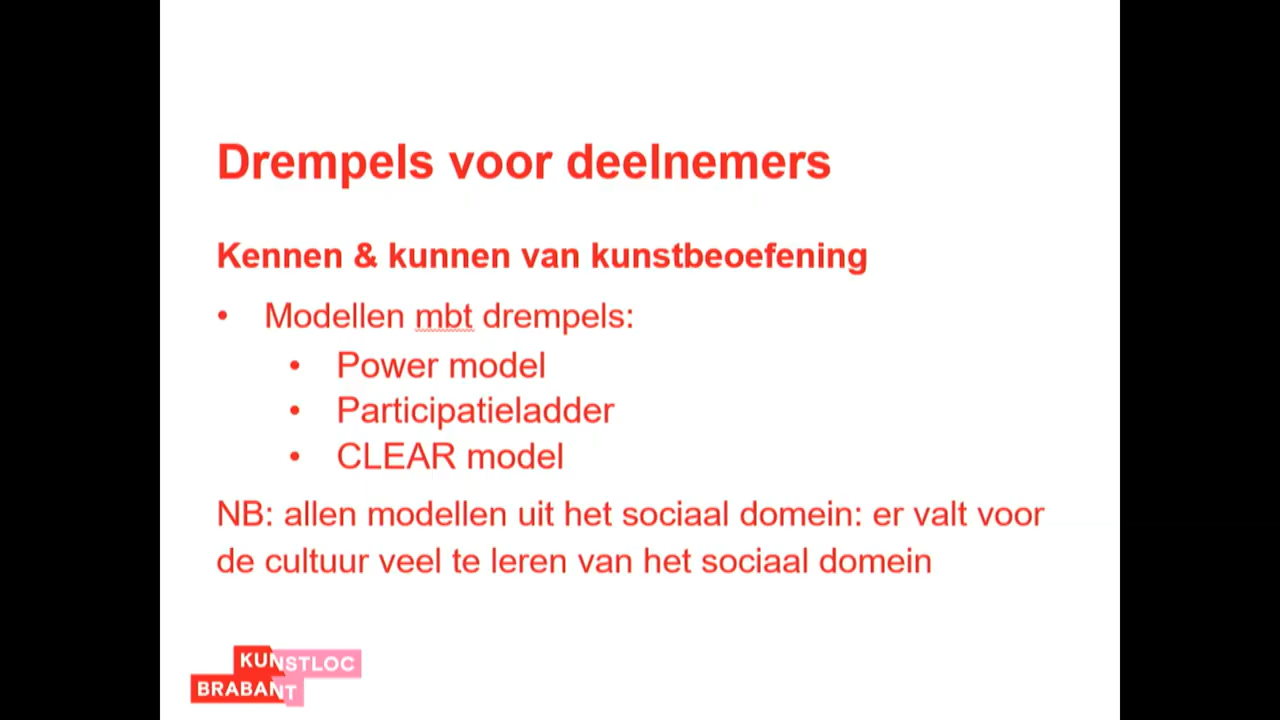 Drempels voor deelnemers
Kennen & kunnen van kunstbeoefening
• Modellen mbt drempels:
• Power model
• Participatieladder
• CLEAR model
NB: allen modellen uit het sociaal domein: er valt voor
de cultuur veel te leren van het sociaal domein
KUNSTLOC
BRABANT